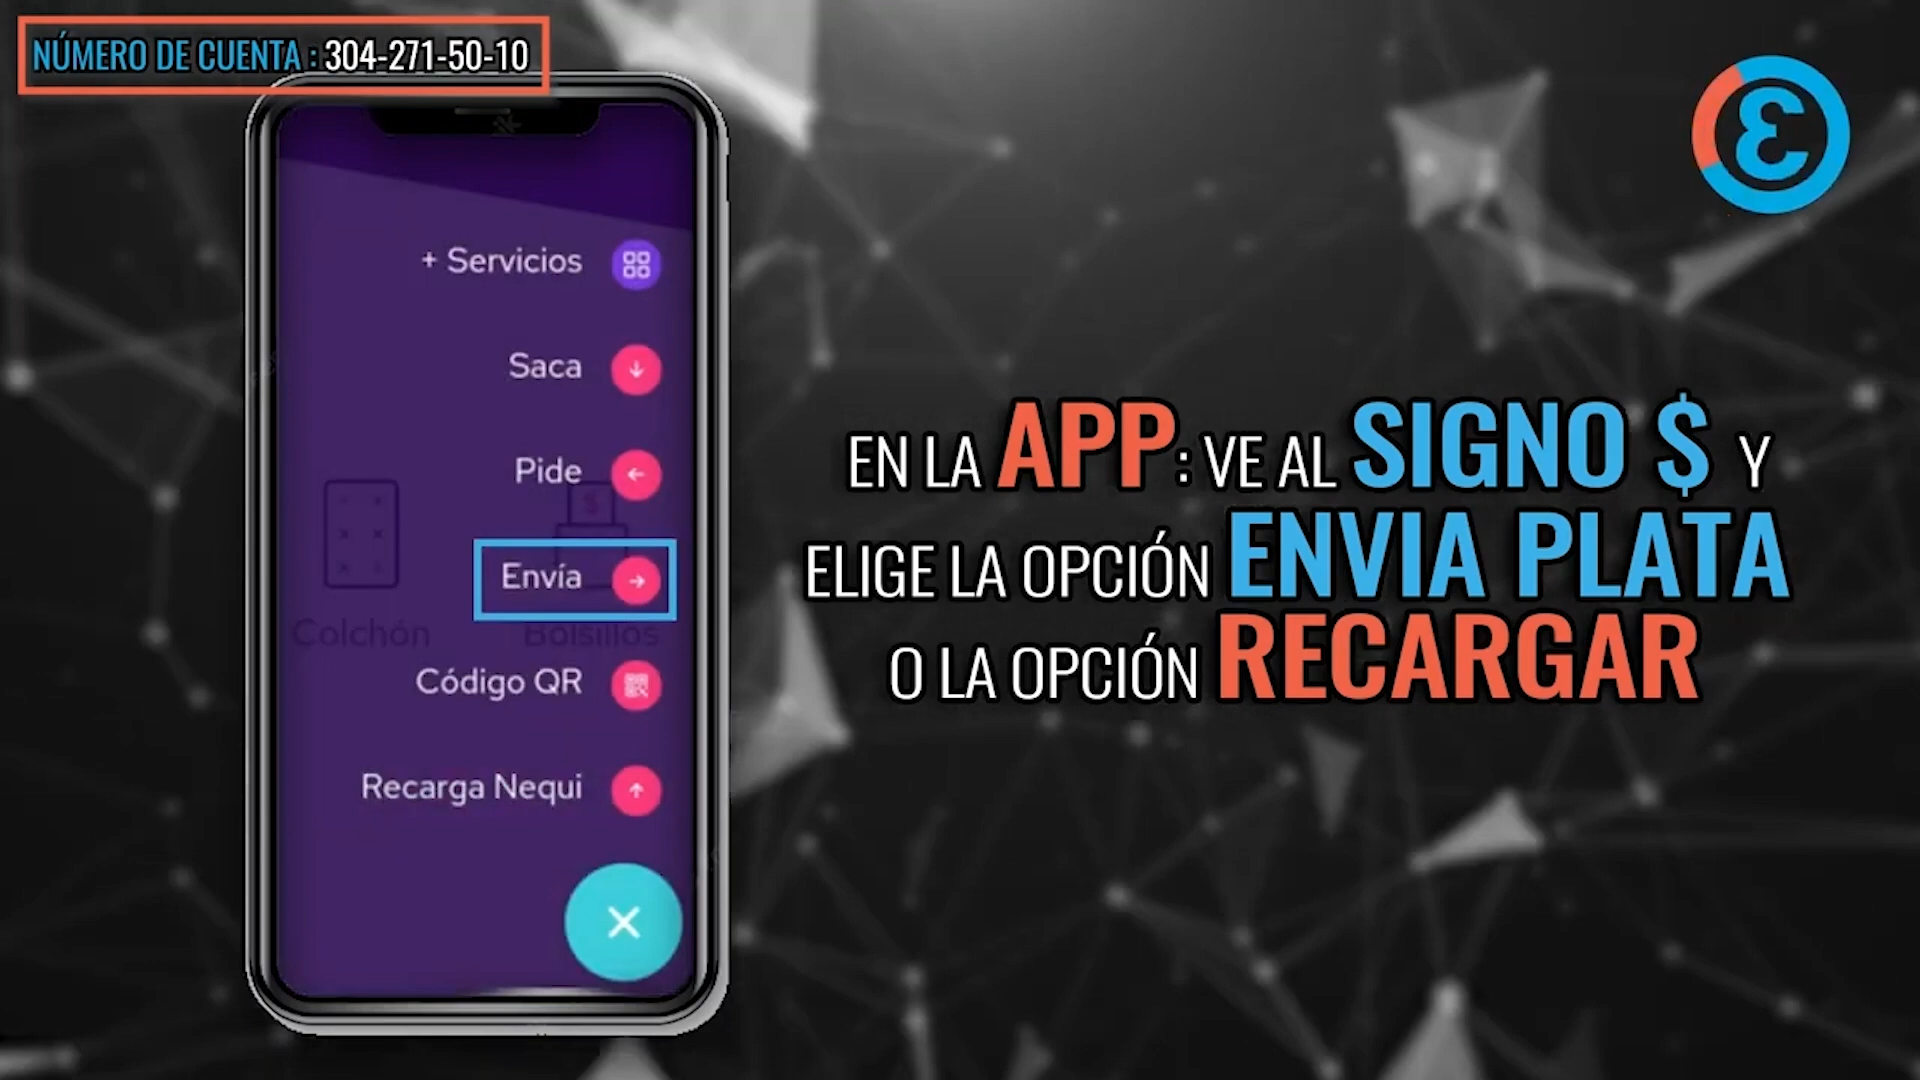 NÚMERO DE CUENTA : 304-271-50-10
+ Servicios
Saca
Pide
Envía
Colchón
Bolsillos
Código QR
Recarga Nequi
EN LA APP: VE AL SIGNO $ Y
ELIGE LA OPCIÓN ENVIA PLATA
O LA OPCIÓN RECARGAR